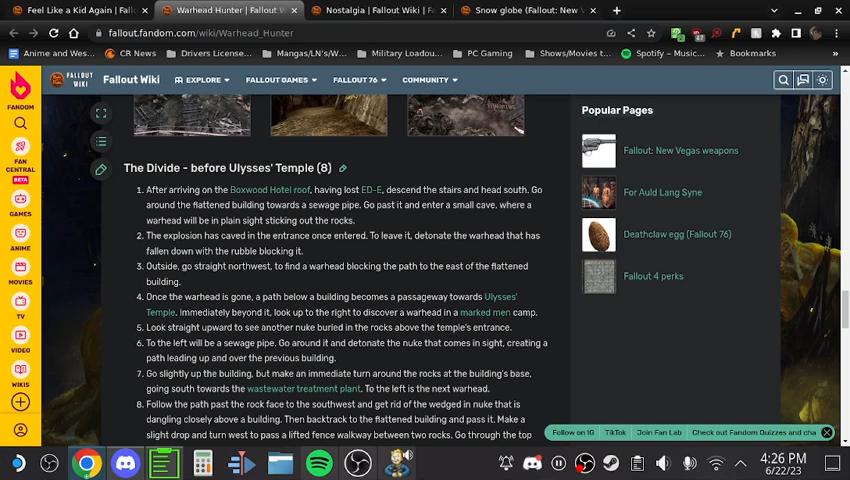 Feel Like a Kid Again | Fallo
Warhead Hunter | Fallout W
Nostalgia | Fallout Wiki | Fa
Snow globe (Fallout: New V
fallout.fandom.com/wiki/Warhead_Hunter
Anime and Wes...
CR News
Drivers License...
Mangas/LN's/W...
Military Loadou...
PC Gaming
Shows/Movies t...
Spotify – Music...
Bookmarks
FANDOM
FALLOUT WIKI
Fallout Wiki
EXPLORE
FALLOUT GAMES
FALLOUT 76
COMMUNITY
FAN CENTRAL
BETA
GAMES
ANIME
MOVIES
TV
VIDEO
WIKIS
The Divide - before Ulysses' Temple (8)
1. After arriving on the Boxwood Hotel roof, having lost ED-E, descend the stairs and head south. Go
around the flattened building towards a sewage pipe. Go past it and enter a small cave, where a
warhead will be in plain sight sticking out the rocks.
2. The explosion has caved in the entrance once entered. To leave it, detonate the warhead that has
fallen down with the rubble blocking it.
3. Outside, go straight northwest, to find a warhead blocking the path to the east of the flattened
building.
4. Once the warhead is gone, a path below a building becomes a passageway towards Ulysses'
Temple. Immediately beyond it, look up to the right to discover a warhead in a marked men camp.
5. Look straight upward to see another nuke buried in the rocks above the temple's entrance.
6. To the left will be a sewage pipe. Go around it and detonate the nuke that comes in sight, creating a
path leading up and over the previous building.
7. Go slightly up the building, but make an immediate turn around the rocks at the building's base,
going south towards the wastewater treatment plant. To the left is the next warhead.
8. Follow the path past the rock face to the southwest and get rid of the wedged in nuke that is
dangling closely above a building. Then backtrack to the flattened building and pass it. Make a
slight drop and turn west to pass a lifted fence walkway between two rocks. Go through the top
Popular Pages
Fallout: New Vegas weapons
For Auld Lang Syne
Deathclaw egg (Fallout 76)
Fallout 4 perks
Follow on IG
TikTok
Join Fan Lab
Check out Fandom Quizzes and cha
4:26 PM
6/22/23